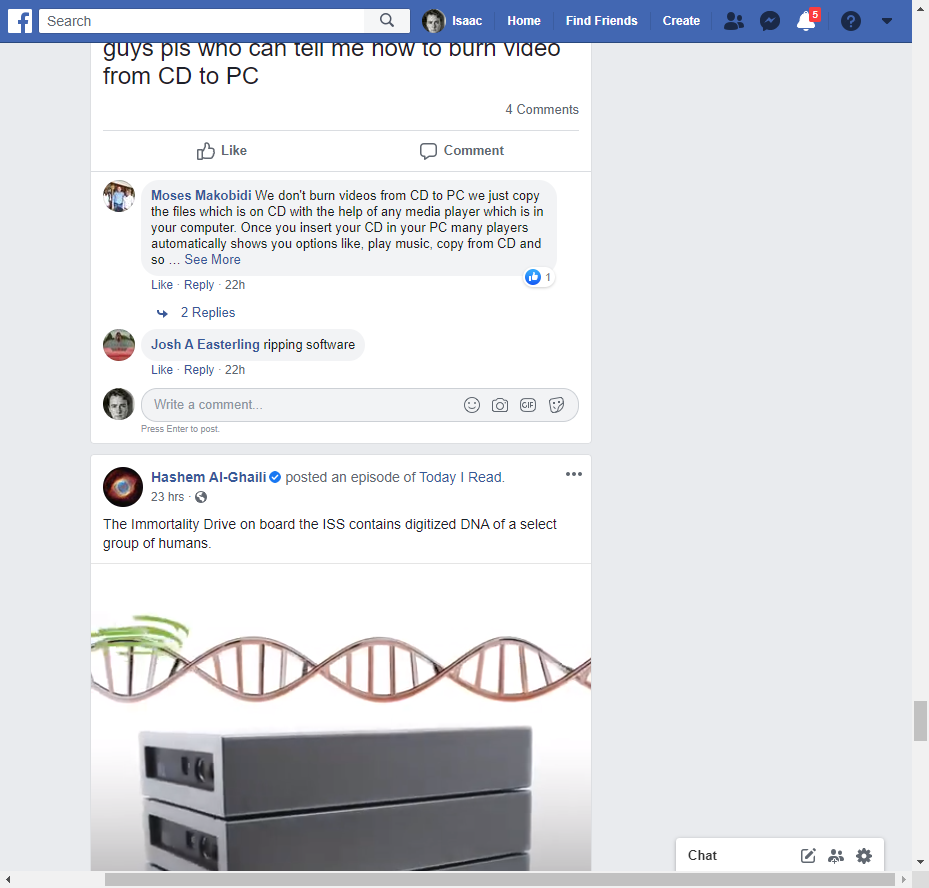 Search
Isaac
Home
Find Friends
Create
5
guys pls who can tell me how to burn video
from CD to PC
4 Comments
Like
Comment
Moses Makobidi We don't burn videos from CD to PC we just copy
the files which is on CD with the help of any media player which is in
your computer. Once you insert your CD in your PC many players
automatically shows you options like, play music, copy from CD and
so … See More
1
Like · Reply · 22h
2 Replies
Josh A Easterling ripping software
Like · Reply · 22h
Write a comment...
GIF
Press Enter to post.
Hashem Al-Ghaili posted an episode of Today I Read.
23 hrs ·
The Immortality Drive on board the ISS contains digitized DNA of a select
group of humans.
Chat